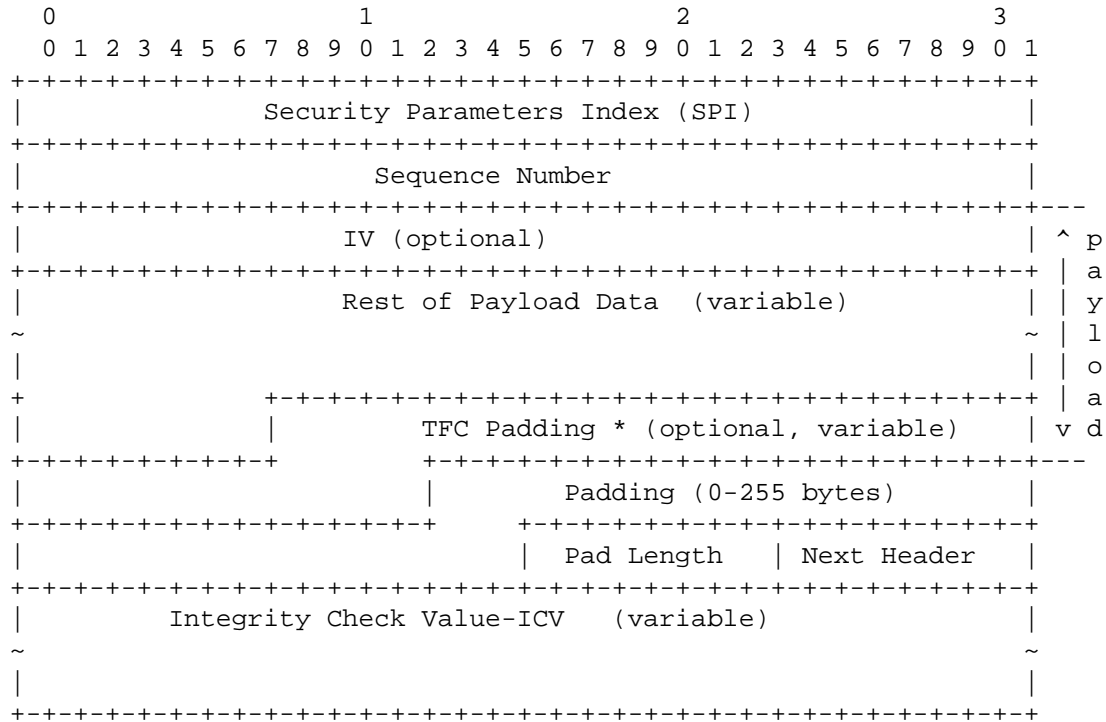 0                   1                   2                   3
 0 1 2 3 4 5 6 7 8 9 0 1 2 3 4 5 6 7 8 9 0 1 2 3 4 5 6 7 8 9 0 1
+-+-+-+-+-+-+-+-+-+-+-+-+-+-+-+-+-+-+-+-+-+-+-+-+-+-+-+-+-+-+-+-+
|               Security Parameters Index (SPI)                 |
+-+-+-+-+-+-+-+-+-+-+-+-+-+-+-+-+-+-+-+-+-+-+-+-+-+-+-+-+-+-+-+-+
|                      Sequence Number                          |
+-+-+-+-+-+-+-+-+-+-+-+-+-+-+-+-+-+-+-+-+-+-+-+-+-+-+-+-+-+-+-+-+---
|                    IV (optional)                              | ^ p
+-+-+-+-+-+-+-+-+-+-+-+-+-+-+-+-+-+-+-+-+-+-+-+-+-+-+-+-+-+-+-+-+ | a
|                    Rest of Payload Data  (variable)           | | y
~                                                               ~ | l
|                                                               | | o
+               +-+-+-+-+-+-+-+-+-+-+-+-+-+-+-+-+-+-+-+-+-+-+-+-+ | a
|               |         TFC Padding * (optional, variable)    | v d
+-+-+-+-+-+-+-+-+         +-+-+-+-+-+-+-+-+-+-+-+-+-+-+-+-+-+-+-+---
|                         |        Padding (0-255 bytes)        |
+-+-+-+-+-+-+-+-+-+-+-+-+-+     +-+-+-+-+-+-+-+-+-+-+-+-+-+-+-+-+
|                               |  Pad Length   | Next Header   |
+-+-+-+-+-+-+-+-+-+-+-+-+-+-+-+-+-+-+-+-+-+-+-+-+-+-+-+-+-+-+-+-+
|         Integrity Check Value-ICV   (variable)                |
~                                                               ~
|                                                               |
+-+-+-+-+-+-+-+-+-+-+-+-+-+-+-+-+-+-+-+-+-+-+-+-+-+-+-+-+-+-+-+-+